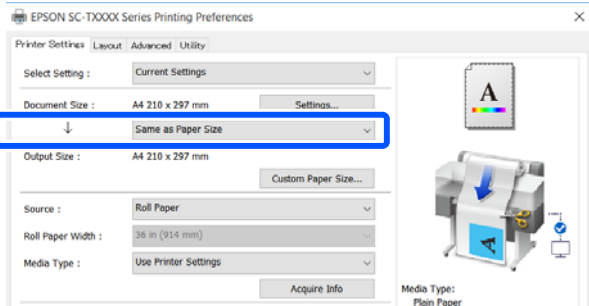 EPSON SC-TXXXX Series Printing Preferences
Printer Settings Layout Advanced Utility
Select Setting : Current Settings
Document Size : A4 210 x 297 mm Settings...
↓ Same as Paper Size
Output Size : A4 210 x 297 mm
Custom Paper Size...
Source : Roll Paper
Roll Paper Width : 36 in (914 mm)
Media Type : Use Printer Settings
Acquire Info
A
A
Media Type:
Plain Paper